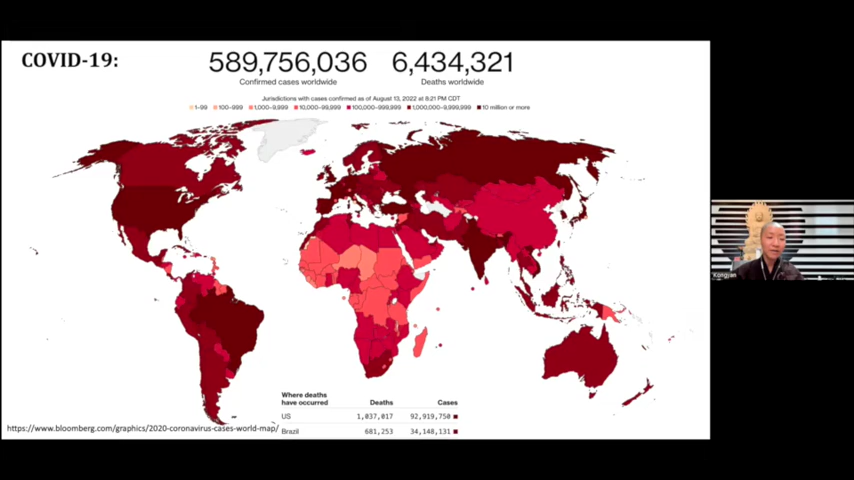 COVID-19:
589,756,036 6,434,321
Confirmed cases worldwide Deaths worldwide
Jurisdictions with cases confirmed as of August 13, 2022 at 8:21 PM CDT
1–99 100–999 1,000–9,999 10,000–99,999 100,000–999,999 1,000,000–9,999,999 10 million or more
Where deaths
have occurred Deaths Cases
US 1,037,017 92,919,750
https://www.bloomberg.com/graphics/2020-coronavirus-cases-world-map/
Brazil 681,253 34,148,131
Kongyan